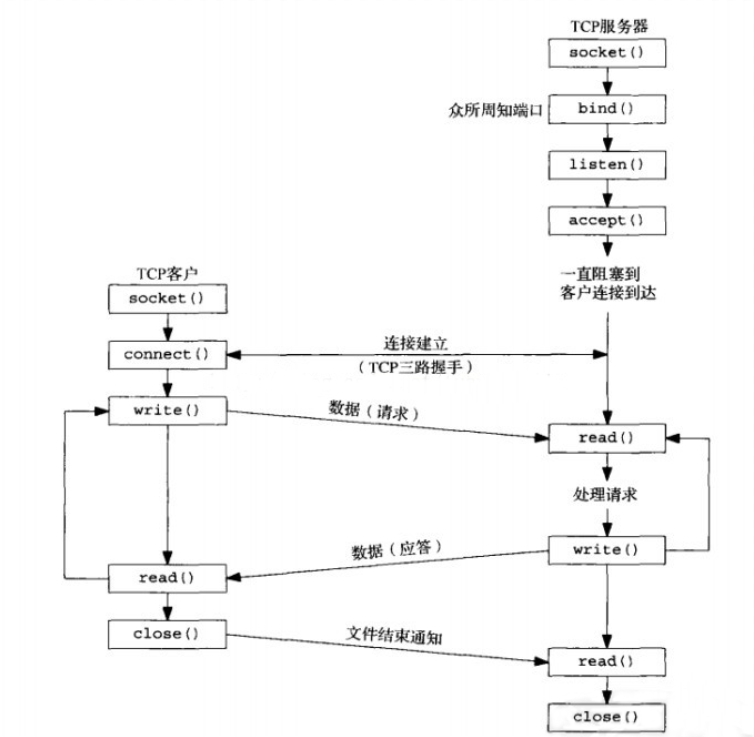 TCP服务器
socket()
众所周知端口
bind()
listen()
accept()
一直阻塞到
客户连接到达
TCP客户
socket()
connect()
连接建立
(TCP三路握手)
write()
数据(请求)
read()
处理请求
数据(应答)
write()
read()
close()
文件结束通知
read()
close()